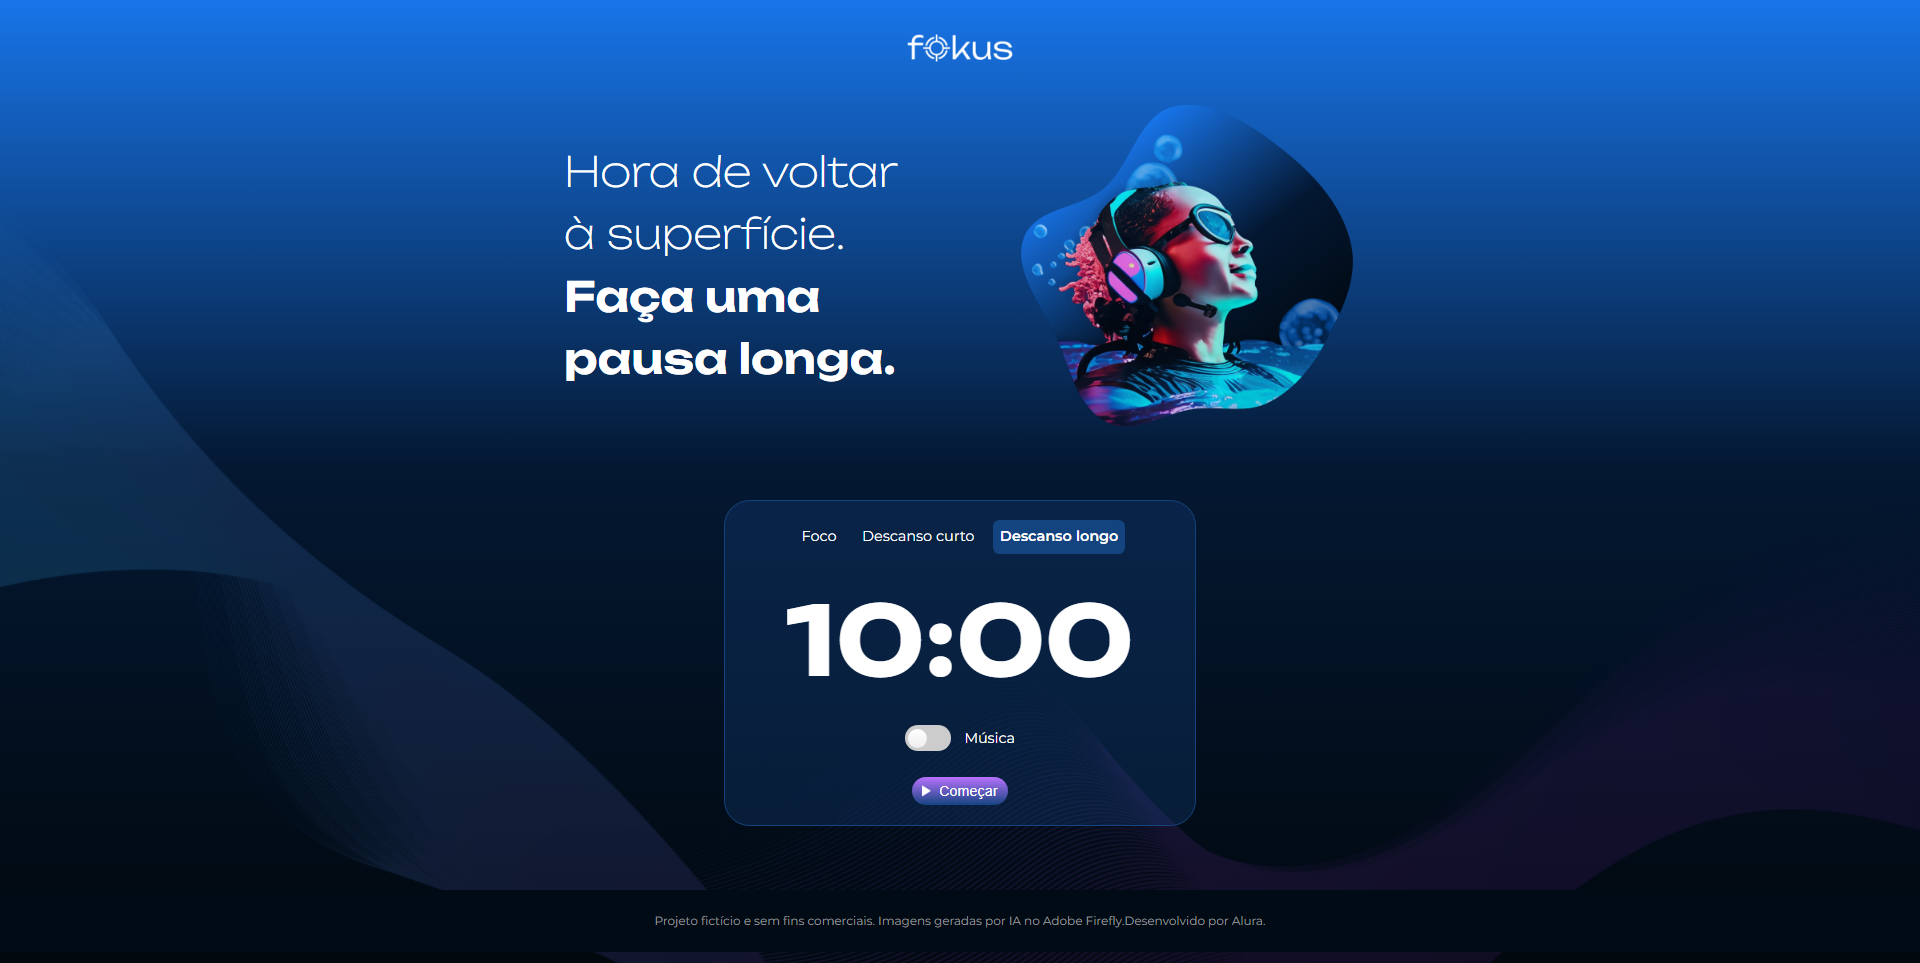 fokus
Hora de voltar
à superfície.
Faça uma
pausa longa.
Foco Descanso curto Descanso longo
10:00
Música
Começar
Projeto fictício e sem fins comerciais. Imagens geradas por IA no Adobe Firefly.Desenvolvido por Alura.